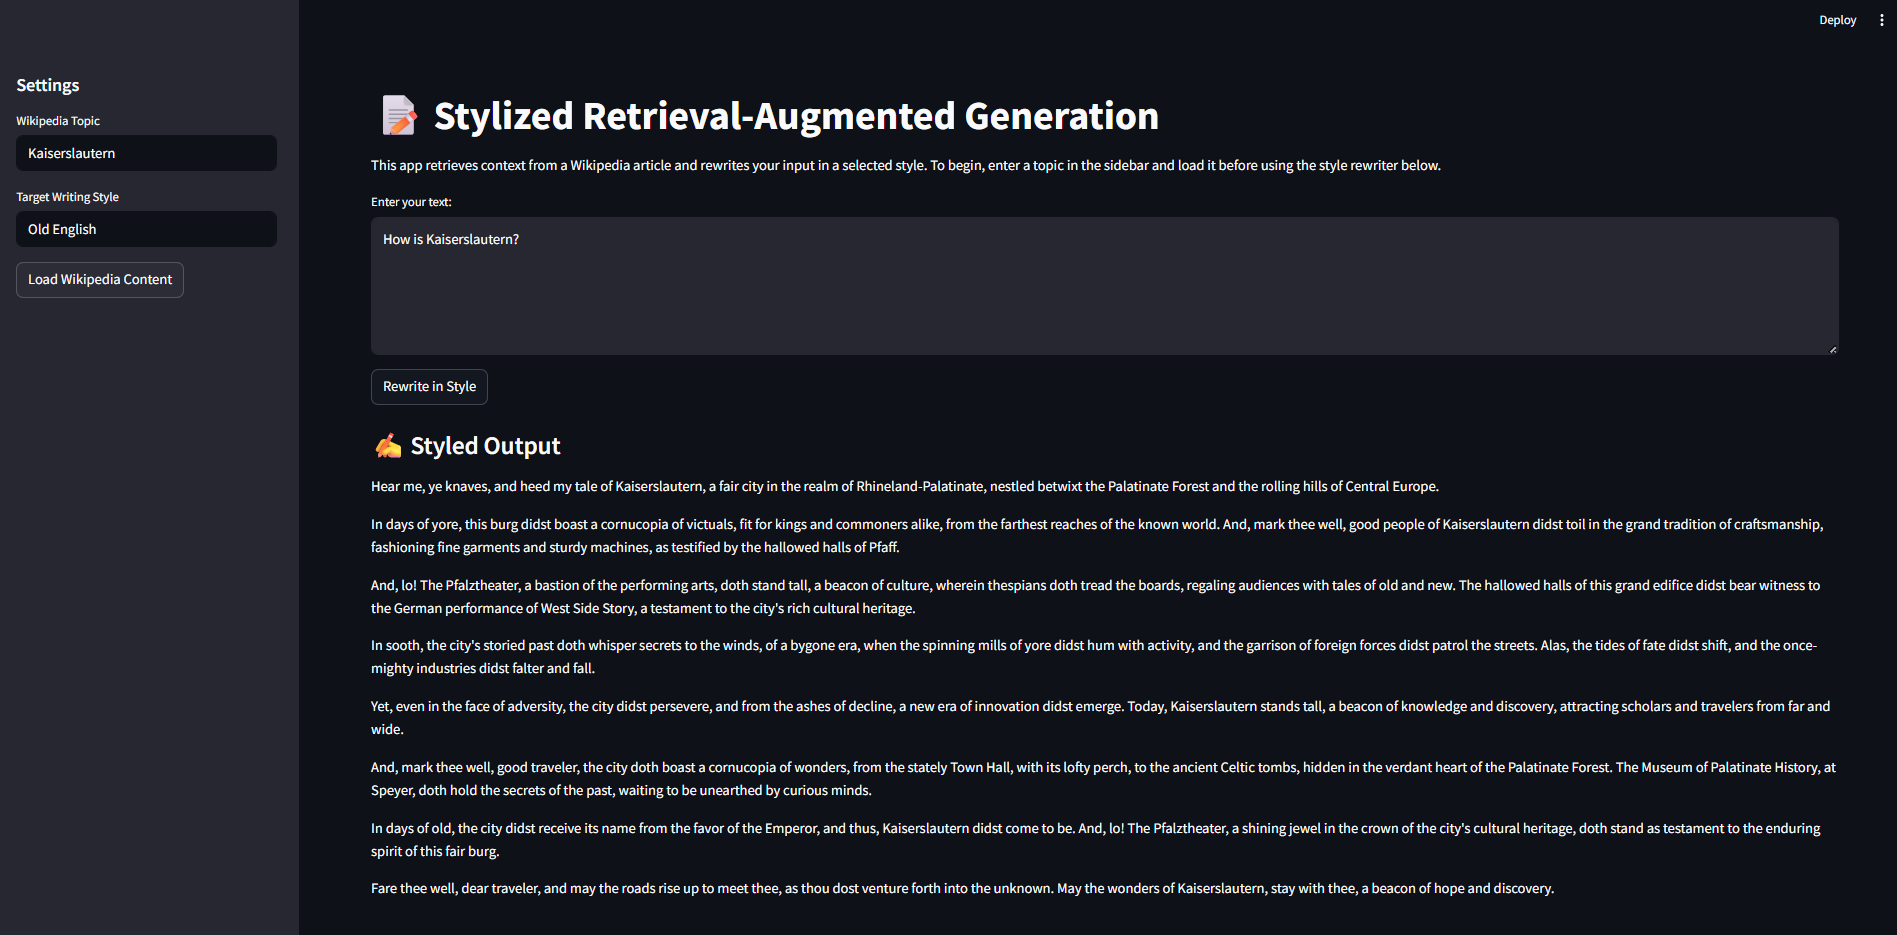 Deploy
Settings
Wikipedia Topic
Kaiserslautern
Target Writing Style
Old English
Load Wikipedia Content
Stylized Retrieval-Augmented Generation
This app retrieves context from a Wikipedia article and rewrites your input in a selected style. To begin, enter a topic in the sidebar and load it before using the style rewriter below.
Enter your text:
How is Kaiserslautern?
Rewrite in Style
Styled Output
Hear me, ye knaves, and heed my tale of Kaiserslautern, a fair city in the realm of Rhineland-Palatinate, nestled betwixt the Palatinate Forest and the rolling hills of Central Europe.
In days of yore, this burg didst boast a cornucopia of victuals, fit for kings and commoners alike, from the farthest reaches of the known world. And, mark thee well, good people of Kaiserslautern didst toil in the grand tradition of craftsmanship,
fashioning fine garments and sturdy machines, as testified by the hallowed halls of Pfaff.
And, lo! The Pfalztheater, a bastion of the performing arts, doth stand tall, a beacon of culture, wherein thespians doth tread the boards, regaling audiences with tales of old and new. The hallowed halls of this grand edifice didst bear witness to
the German performance of West Side Story, a testament to the city's rich cultural heritage.
In sooth, the city's storied past doth whisper secrets to the winds, of a bygone era, when the spinning mills of yore didst hum with activity, and the garrison of foreign forces didst patrol the streets. Alas, the tides of fate didst shift, and the once-
mighty industries didst falter and fall.
Yet, even in the face of adversity, the city didst persevere, and from the ashes of decline, a new era of innovation didst emerge. Today, Kaiserslautern stands tall, a beacon of knowledge and discovery, attracting scholars and travelers from far and
wide.
And, mark thee well, good traveler, the city doth boast a cornucopia of wonders, from the stately Town Hall, with its lofty perch, to the ancient Celtic tombs, hidden in the verdant heart of the Palatinate Forest. The Museum of Palatinate History, at
Speyer, doth hold the secrets of the past, waiting to be unearthed by curious minds.
In days of old, the city didst receive its name from the favor of the Emperor, and thus, Kaiserslautern didst come to be. And, lo! The Pfalztheater, a shining jewel in the crown of the city's cultural heritage, doth stand as testament to the enduring
spirit of this fair burg.
Fare thee well, dear traveler, and may the roads rise up to meet thee, as thou dost venture forth into the unknown. May the wonders of Kaiserslautern, stay with thee, a beacon of hope and discovery.